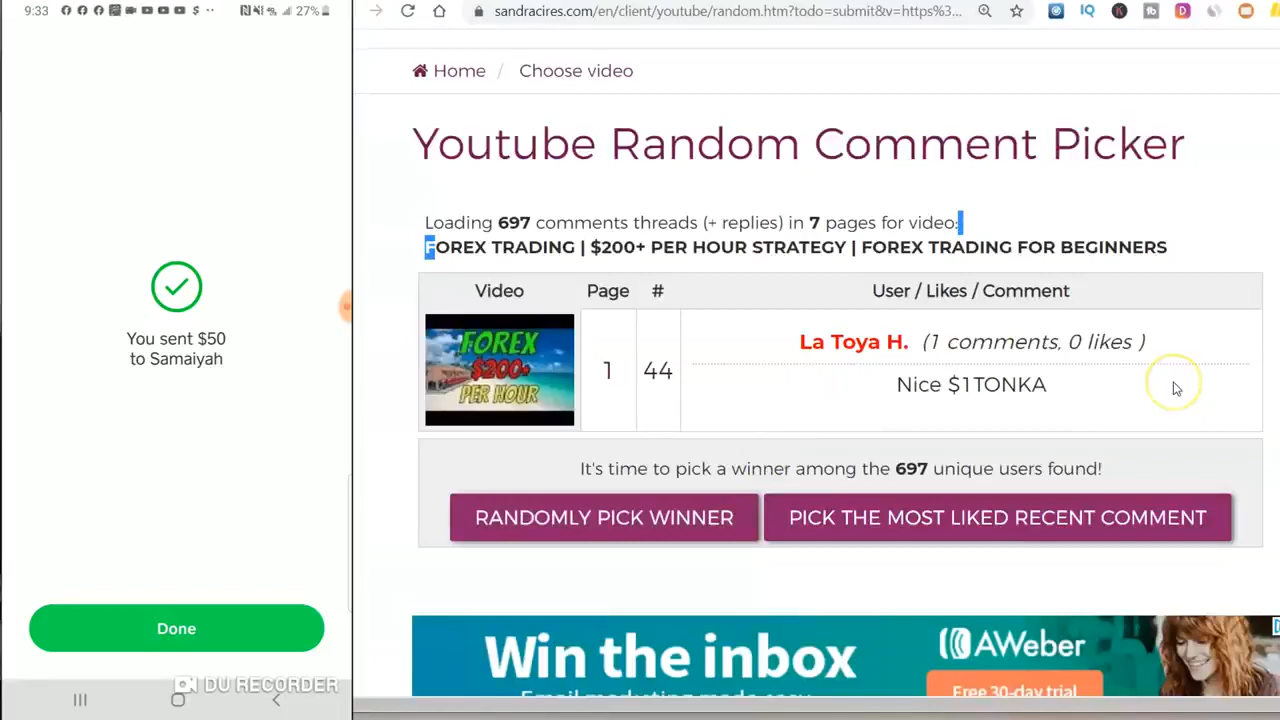 9:33
27%
You sent $50
to Samaiyah
Done
DU RECORDER
sandracires.com/en/client/youtube/random.htm?todo=submit&v=https%3...
Home / Choose video
Youtube Random Comment Picker
Loading 697 comments threads (+ replies) in 7 pages for video:
FOREX TRADING | $200+ PER HOUR STRATEGY | FOREX TRADING FOR BEGINNERS
Video Page # User / Likes / Comment
FOREX
$200+
PER HOUR
1 44
La Toya H. (1 comments, 0 likes )
Nice $1TONKA
It's time to pick a winner among the 697 unique users found!
RANDOMLY PICK WINNER PICK THE MOST LIKED RECENT COMMENT
Win the inbox
AWeber
Free 30-day trial